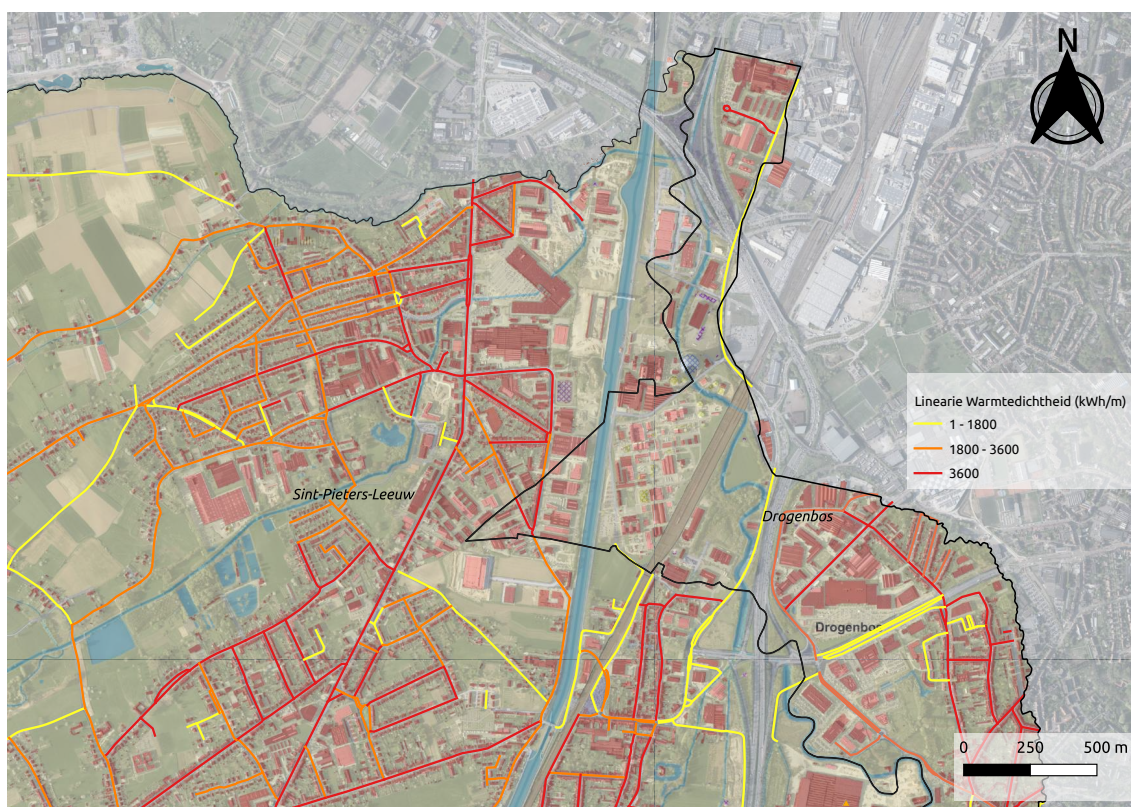 N
Linearie Warmtedichtheid (kWh/m)
1 - 1800
1800 - 3600
3600
Sint-Pieters-Leeuw
Drogenbos
Drogenbos
0 250 500 m